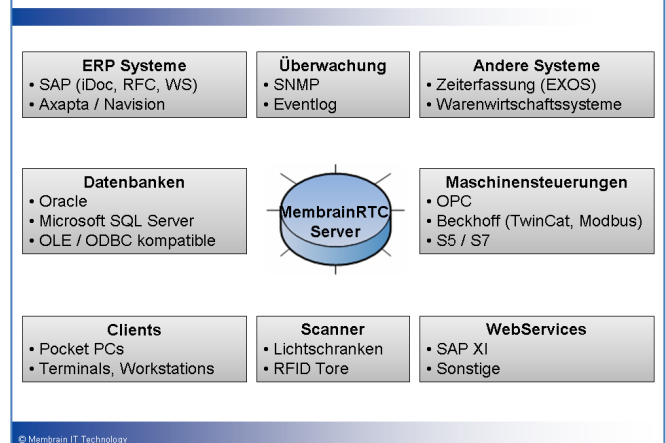 ERP Systeme
• SAP (iDoc, RFC, WS)
• Axapta / Navision
Überwachung
• SNMP
• Eventlog
Andere Systeme
• Zeiterfassung (EXOS)
• Warenwirtschaftssysteme
Datenbanken
• Oracle
• Microsoft SQL Server
• OLE / ODBC kompatible
MembrainRTC
Server
Maschinensteuerungen
• OPC
• Beckhoff (TwinCat, Modbus)
• S5 / S7
Clients
• Pocket PCs
• Terminals, Workstations
Scanner
• Lichtschranken
• RFID Tore
WebServices
• SAP XI
• Sonstige
© Membrain IT Technology